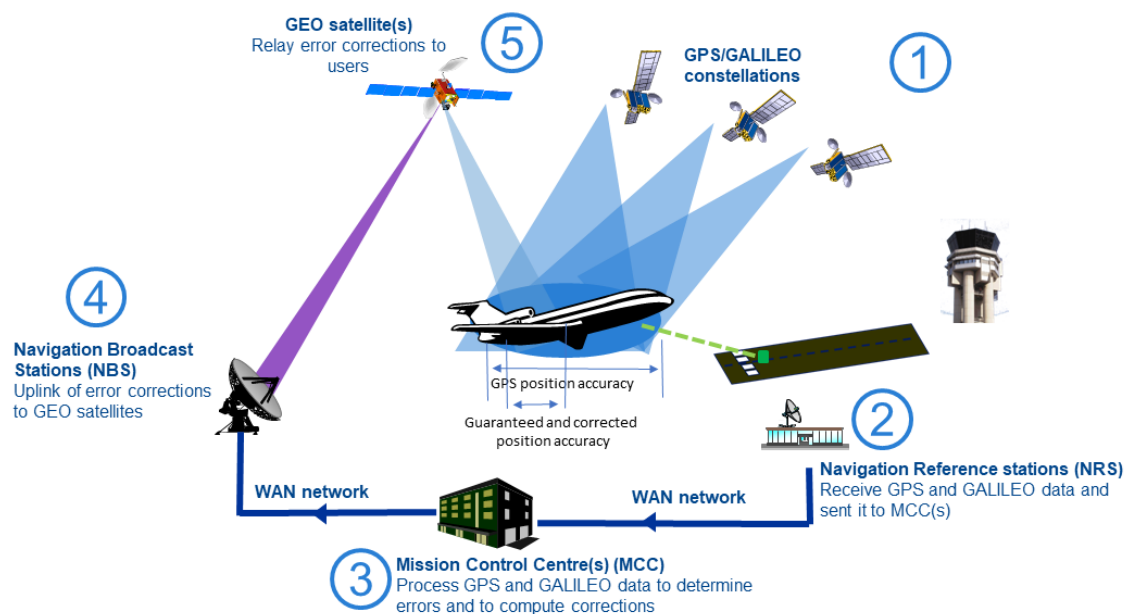 GEO satellite(s)
Relay error corrections to
users
5
GPS/GALILEO
constellations
1
4
Navigation Broadcast
Stations (NBS)
Uplink of error corrections
to GEO satellites
GPS position accuracy
Guaranteed and corrected
position accuracy
2
Navigation Reference stations (NRS)
Receive GPS and GALILEO data and
sent it to MCC(s)
WAN network
WAN network
3
Mission Control Centre(s) (MCC)
Process GPS and GALILEO data to determine
errors and to compute corrections